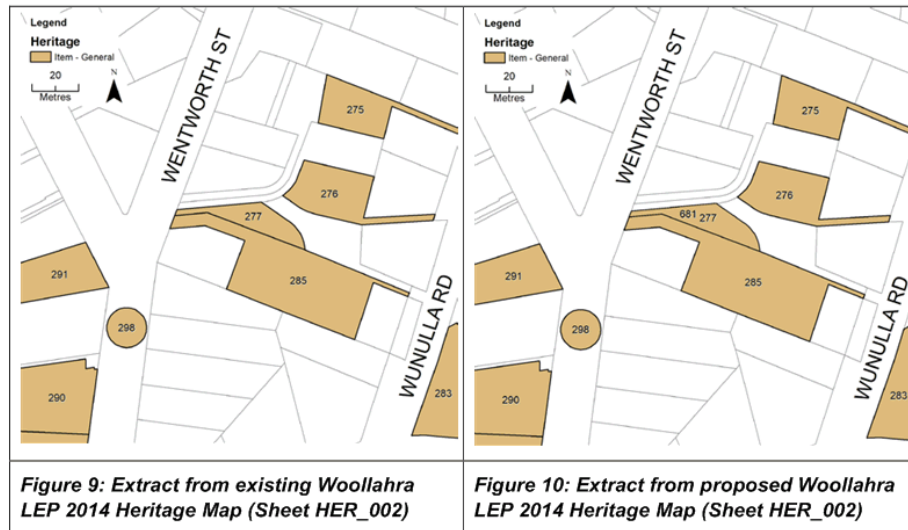 Legend
Heritage
Item - General
20
N
Metres
WENTWORTH ST
275
276
277
285
291
298
290
283
WUNULLA RD
Legend
Heritage
Item - General
20
N
Metres
WENTWORTH ST
275
276
681 277
285
291
298
290
283
WUNULLA RD
Figure 9: Extract from existing Woollahra
LEP 2014 Heritage Map (Sheet HER_002)
Figure 10: Extract from proposed Woollahra
LEP 2014 Heritage Map (Sheet HER_002)